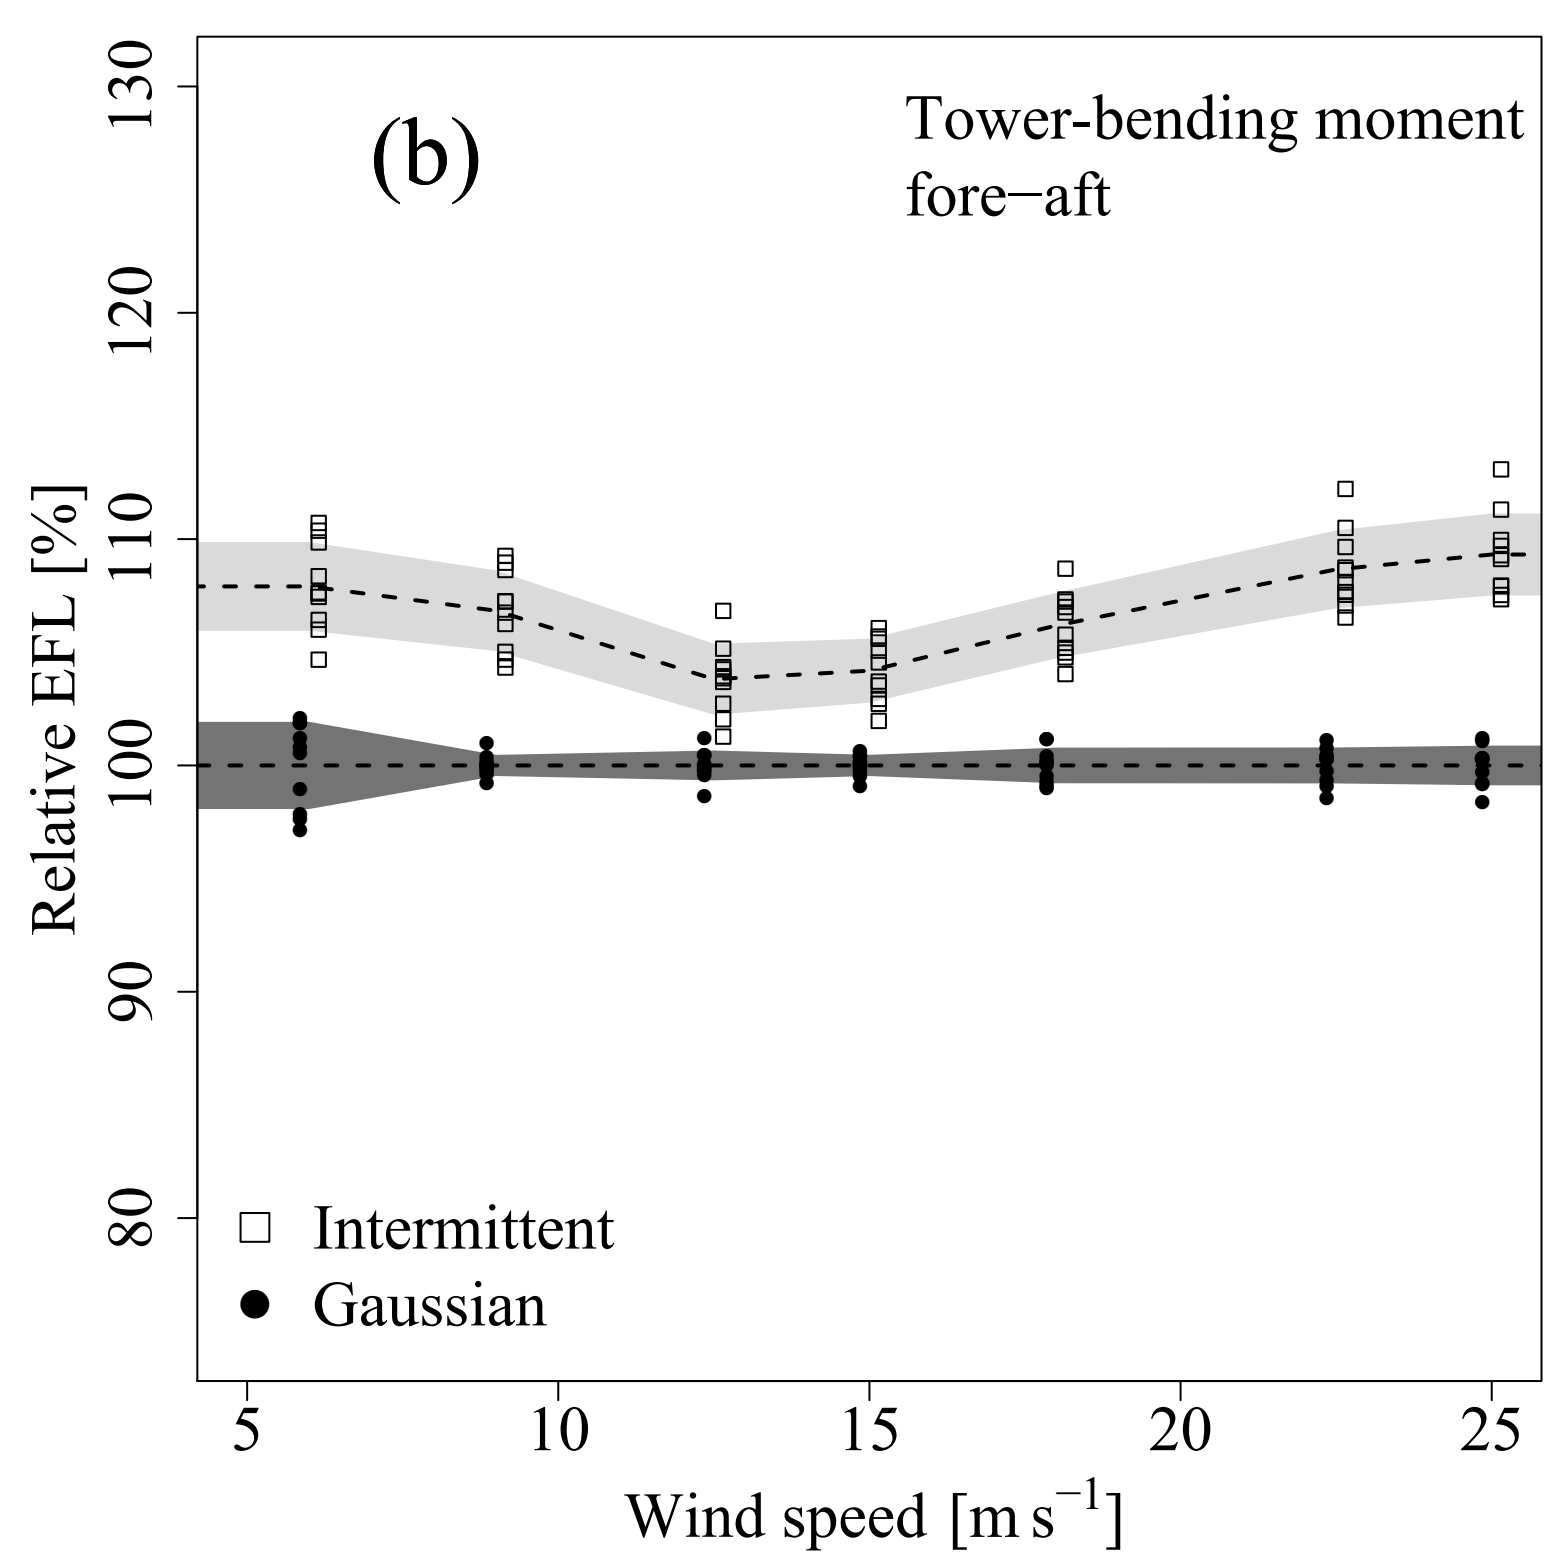 (b)
Tower-bending moment
fore−aft
130
120
110
100
90
80
Relative EFL [%]
Intermittent
Gaussian
5 10 15 20 25
Wind speed [m s⁻¹]